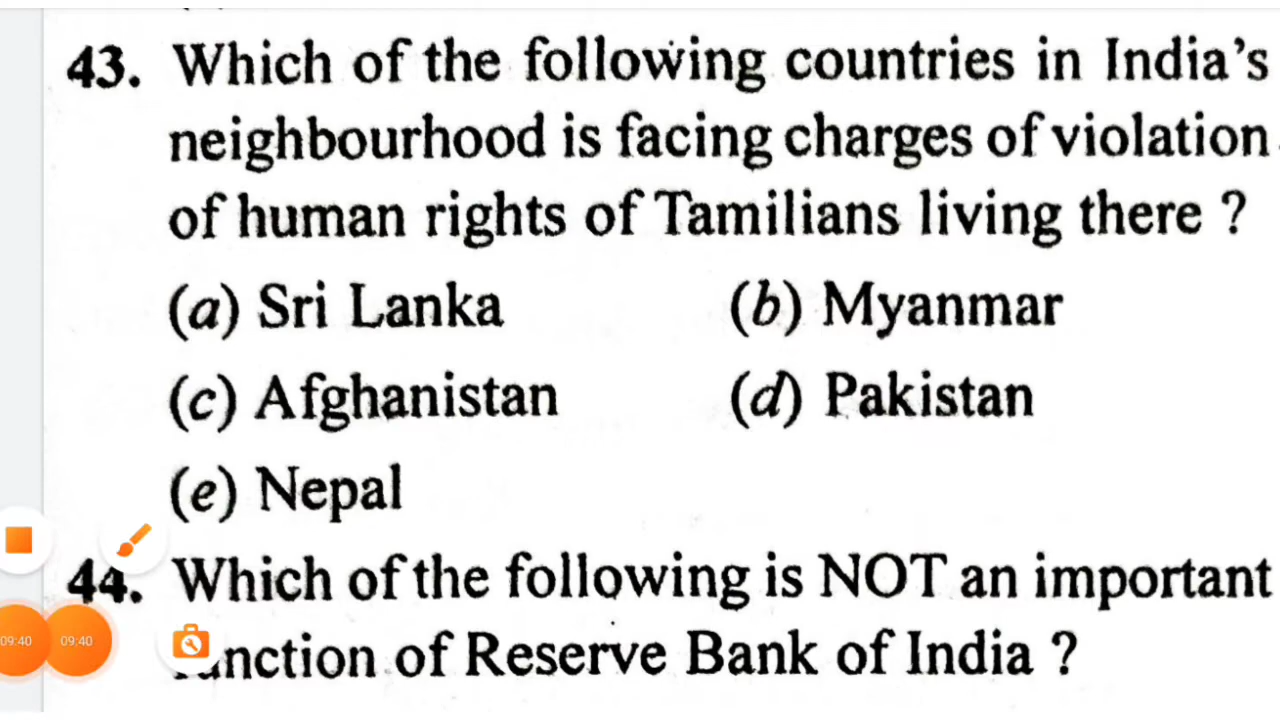 43. Which of the following countries in India's
neighbourhood is facing charges of violation
of human rights of Tamilians living there ?
(a) Sri Lanka (b) Myanmar
(c) Afghanistan (d) Pakistan
(e) Nepal
44. Which of the following is NOT an important
of Reserve Bank of India ?
09:40 09:40